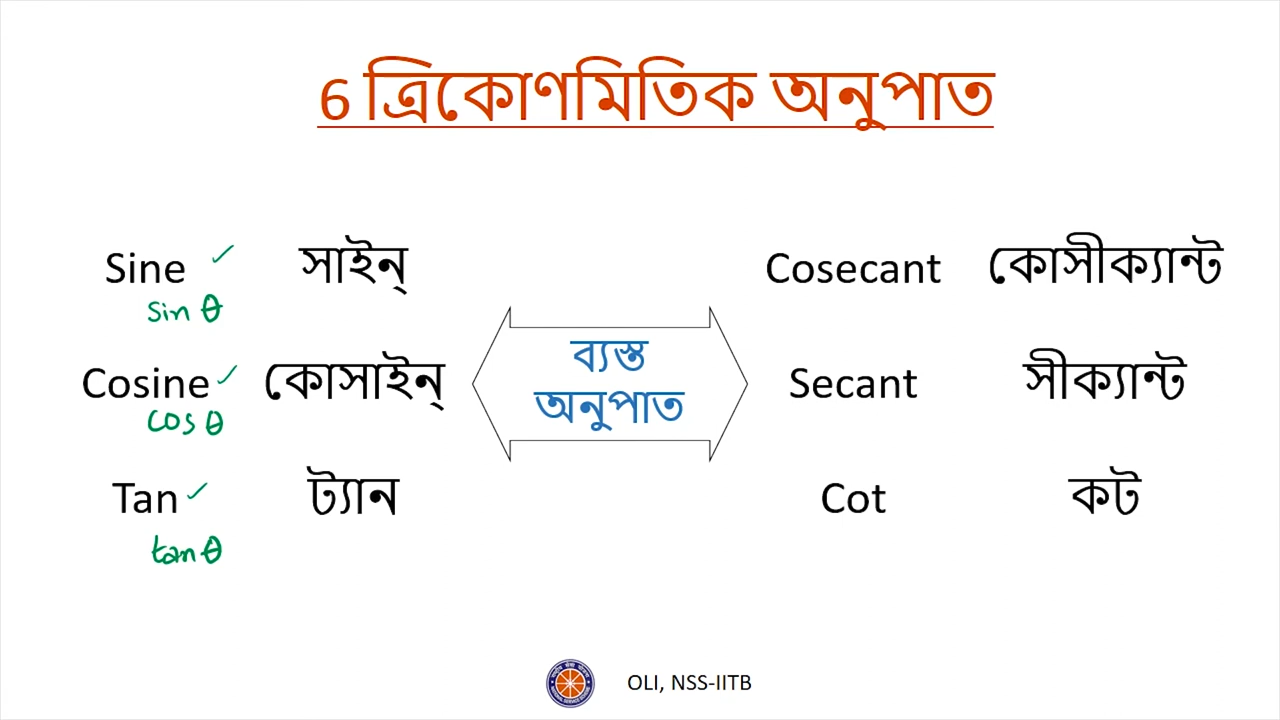 6 ত্রিকোণমিতিক অনুপাত
Sine সাইন্ Cosecant কোসীক্যান্ট
sin θ
ব্যস্ত
Cosine কোসাইন্ Secant সীক্যান্ট
অনুপাত
cos θ
Tan ট্যান Cot কট
tan θ
OLI, NSS-IITB